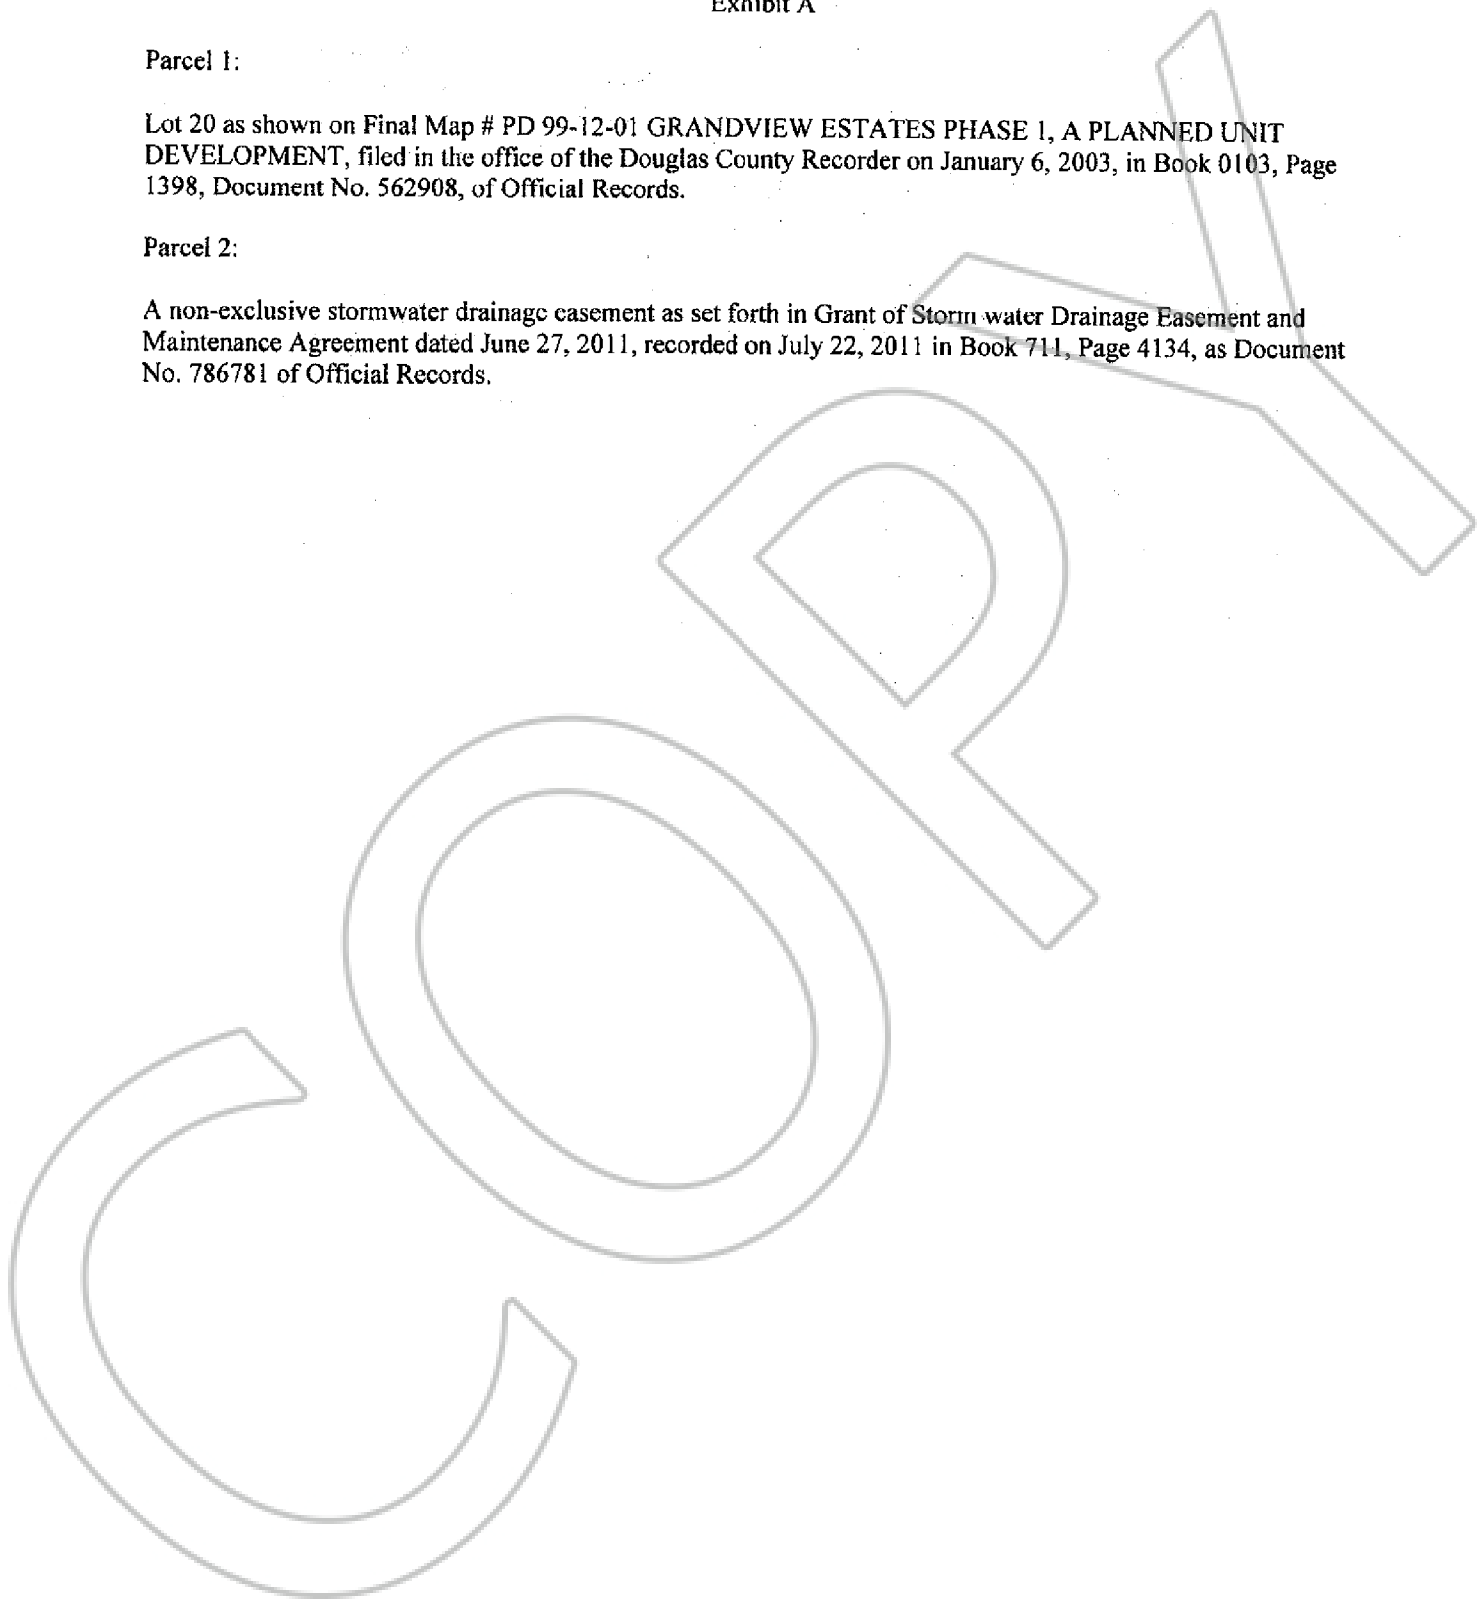 Exhibit A
Parcel 1:
Lot 20 as shown on Final Map # PD 99-12-01 GRANDVIEW ESTATES PHASE 1, A PLANNED UNIT
DEVELOPMENT, filed in the office of the Douglas County Recorder on January 6, 2003, in Book 0103, Page
1398, Document No. 562908, of Official Records.
Parcel 2:
A non-exclusive stormwater drainage easement as set forth in Grant of Storm water Drainage Easement and
Maintenance Agreement dated June 27, 2011, recorded on July 22, 2011 in Book 711, Page 4134, as Document
No. 786781 of Official Records.
COPY